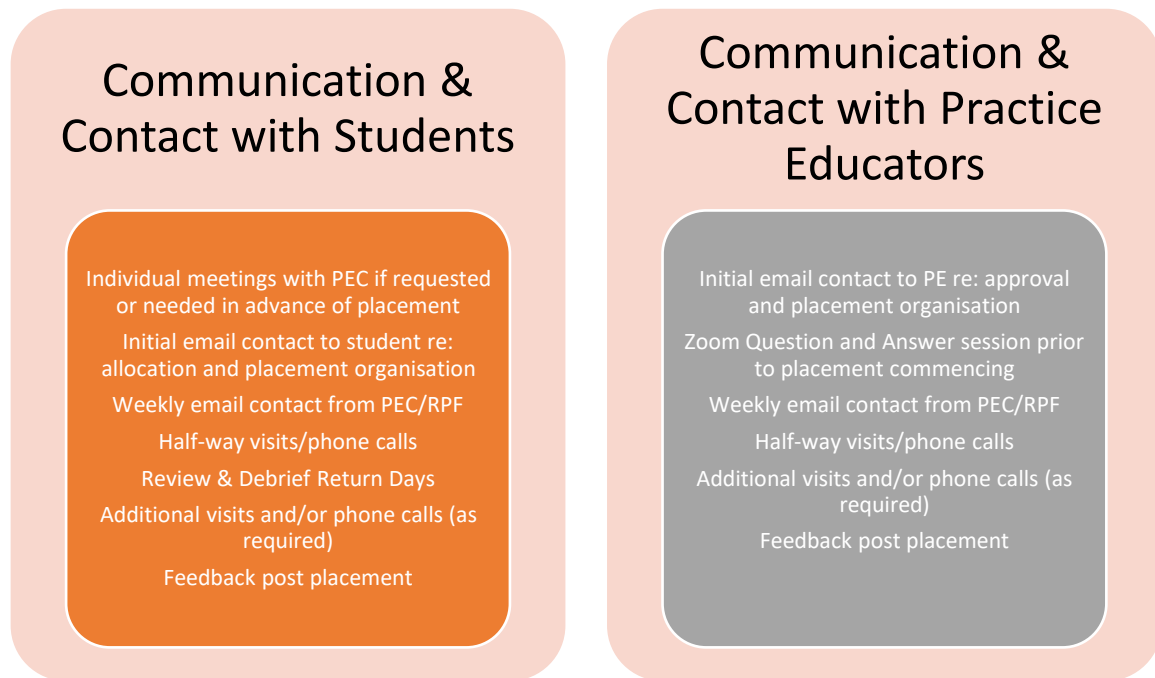 Communication &
Contact with Students
Individual meetings with PEC if requested
or needed in advance of placement
Initial email contact to student re:
allocation and placement organisation
Weekly email contact from PEC/RPF
Half-way visits/phone calls
Review & Debrief Return Days
Additional visits and/or phone calls (as
required)
Feedback post placement
Communication &
Contact with Practice
Educators
Initial email contact to PE re: approval
and placement organisation
Zoom Question and Answer session prior
to placement commencing
Weekly email contact from PEC/RPF
Half-way visits/phone calls
Additional visits and/or phone calls (as
required)
Feedback post placement